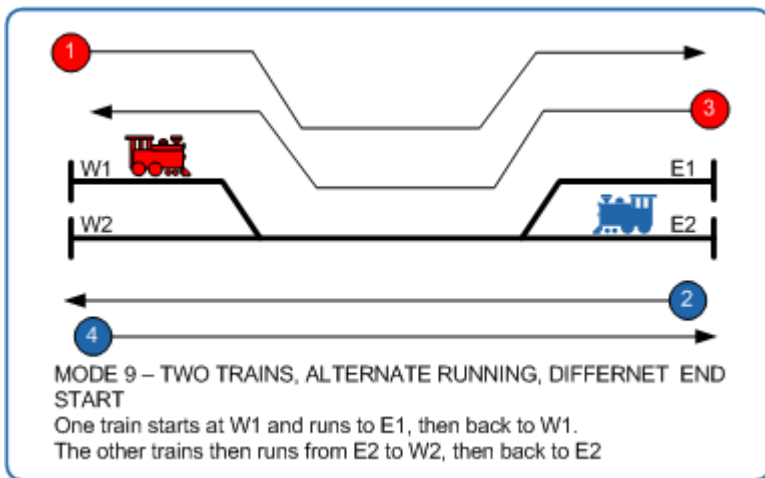 1
3
W1
E1
W2
E2
2
4
MODE 9 – TWO TRAINS, ALTERNATE RUNNING, DIFFERNET END
START
One train starts at W1 and runs to E1, then back to W1.
The other trains then runs from E2 to W2, then back to E2